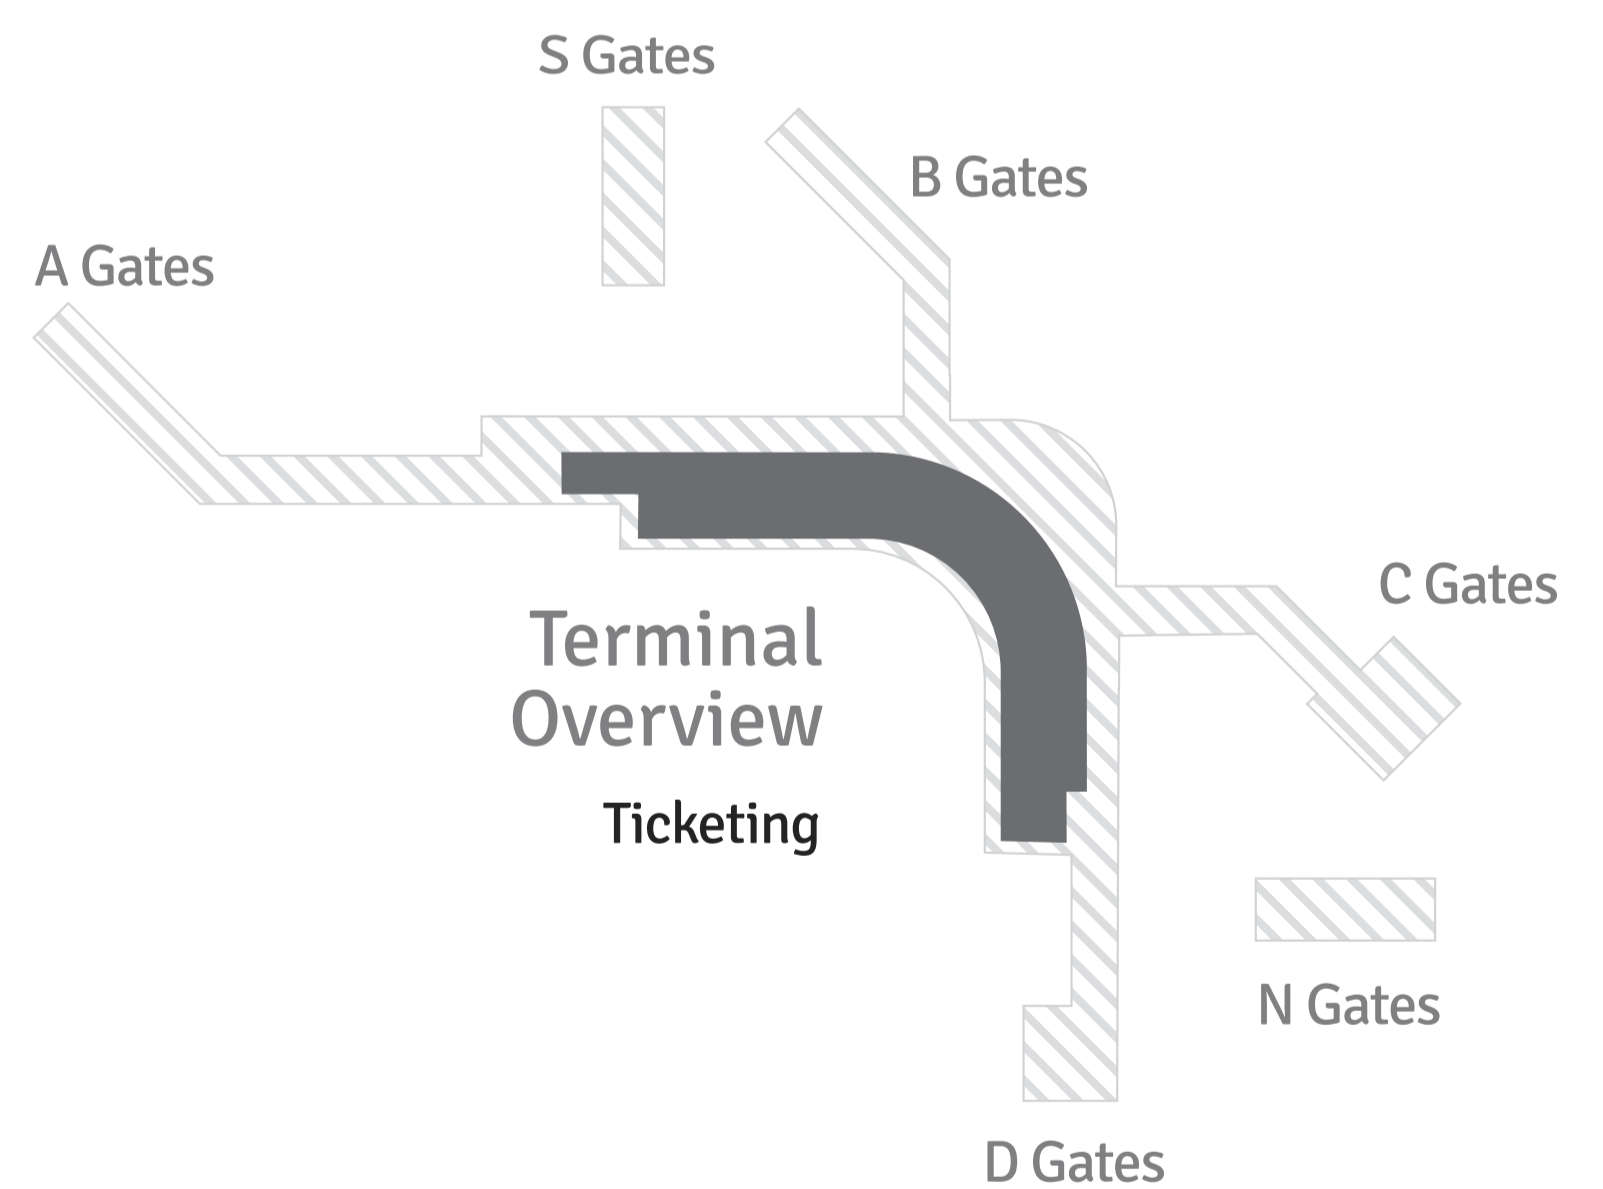 S Gates
B Gates
A Gates
C Gates
Terminal
Overview
Ticketing
N Gates
D Gates